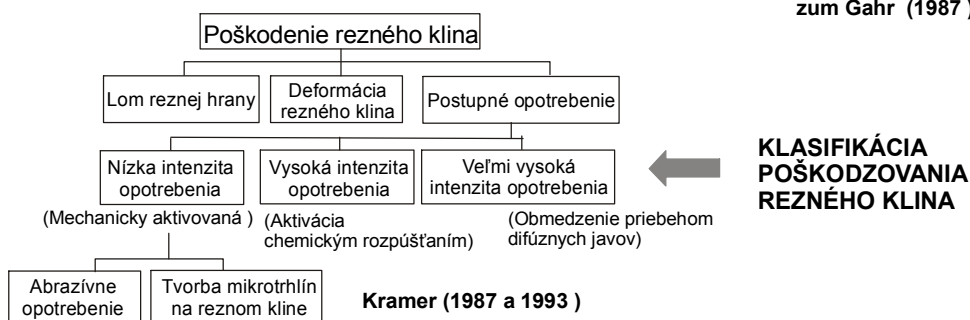 zum Gahr (1987 )
Poškodenie rezného klina
Lom reznej hrany
Deformácia
rezného klina
Postupné opotrebenie
Nízka intenzita
opotrebenia
Vysoká intenzita
opotrebenia
Veľmi vysoká
intenzita opotrebenia
KLASIFIKÁCIA
POŠKODZOVANIA
REZNÉHO KLINA
(Mechanicky aktivovaná )
(Aktivácia
chemickým rozpúšťaním)
(Obmedzenie priebehom
difúznych javov)
Abrazívne
opotrebenie
Tvorba mikrotrhlín
na reznom kline
Kramer (1987 a 1993 )